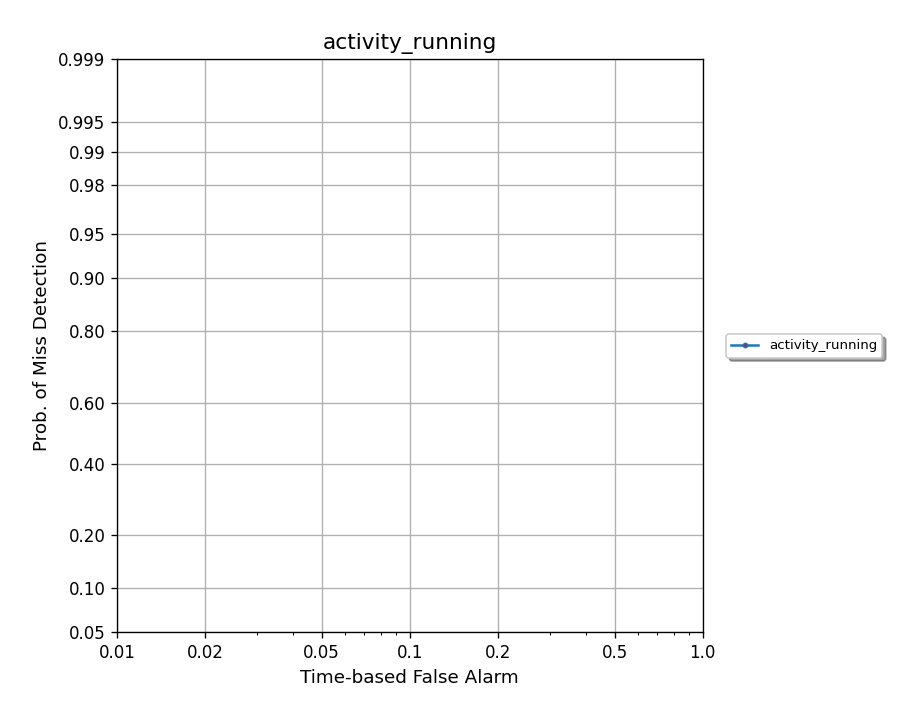 activity_running
0.999
0.995
0.99
0.98
0.95
0.90
0.80
0.60
0.40
0.20
0.10
0.05
Prob. of Miss Detection
0.01 0.02 0.05 0.1 0.2 0.5 1.0
Time-based False Alarm
activity_running